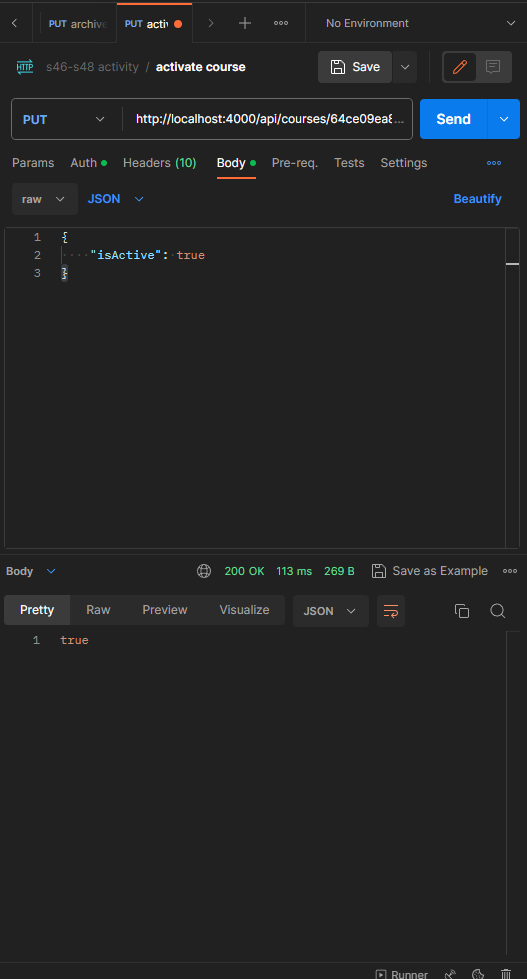 PUT archive PUT activ No Environment
HTTP s46-s48 activity / activate course Save
PUT http://localhost:4000/api/courses/64ce09ea8... Send
Params Auth Headers (10) Body Pre-req. Tests Settings
raw JSON Beautify
1 {
2 "isActive": true
3 }
Body 200 OK 113 ms 269 B Save as Example
Pretty Raw Preview Visualize JSON
1 true
Runner